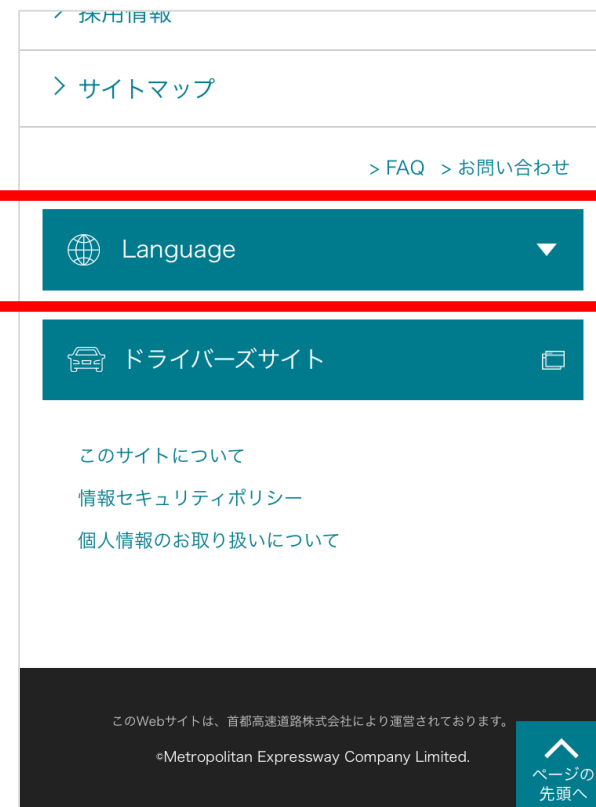 採用情報
サイトマップ
> FAQ > お問い合わせ
Language
ドライバーズサイト
このサイトについて
情報セキュリティポリシー
個人情報のお取り扱いについて
このWebサイトは、首都高速道路株式会社により運営されております。
©Metropolitan Expressway Company Limited.
ページの
先頭へ